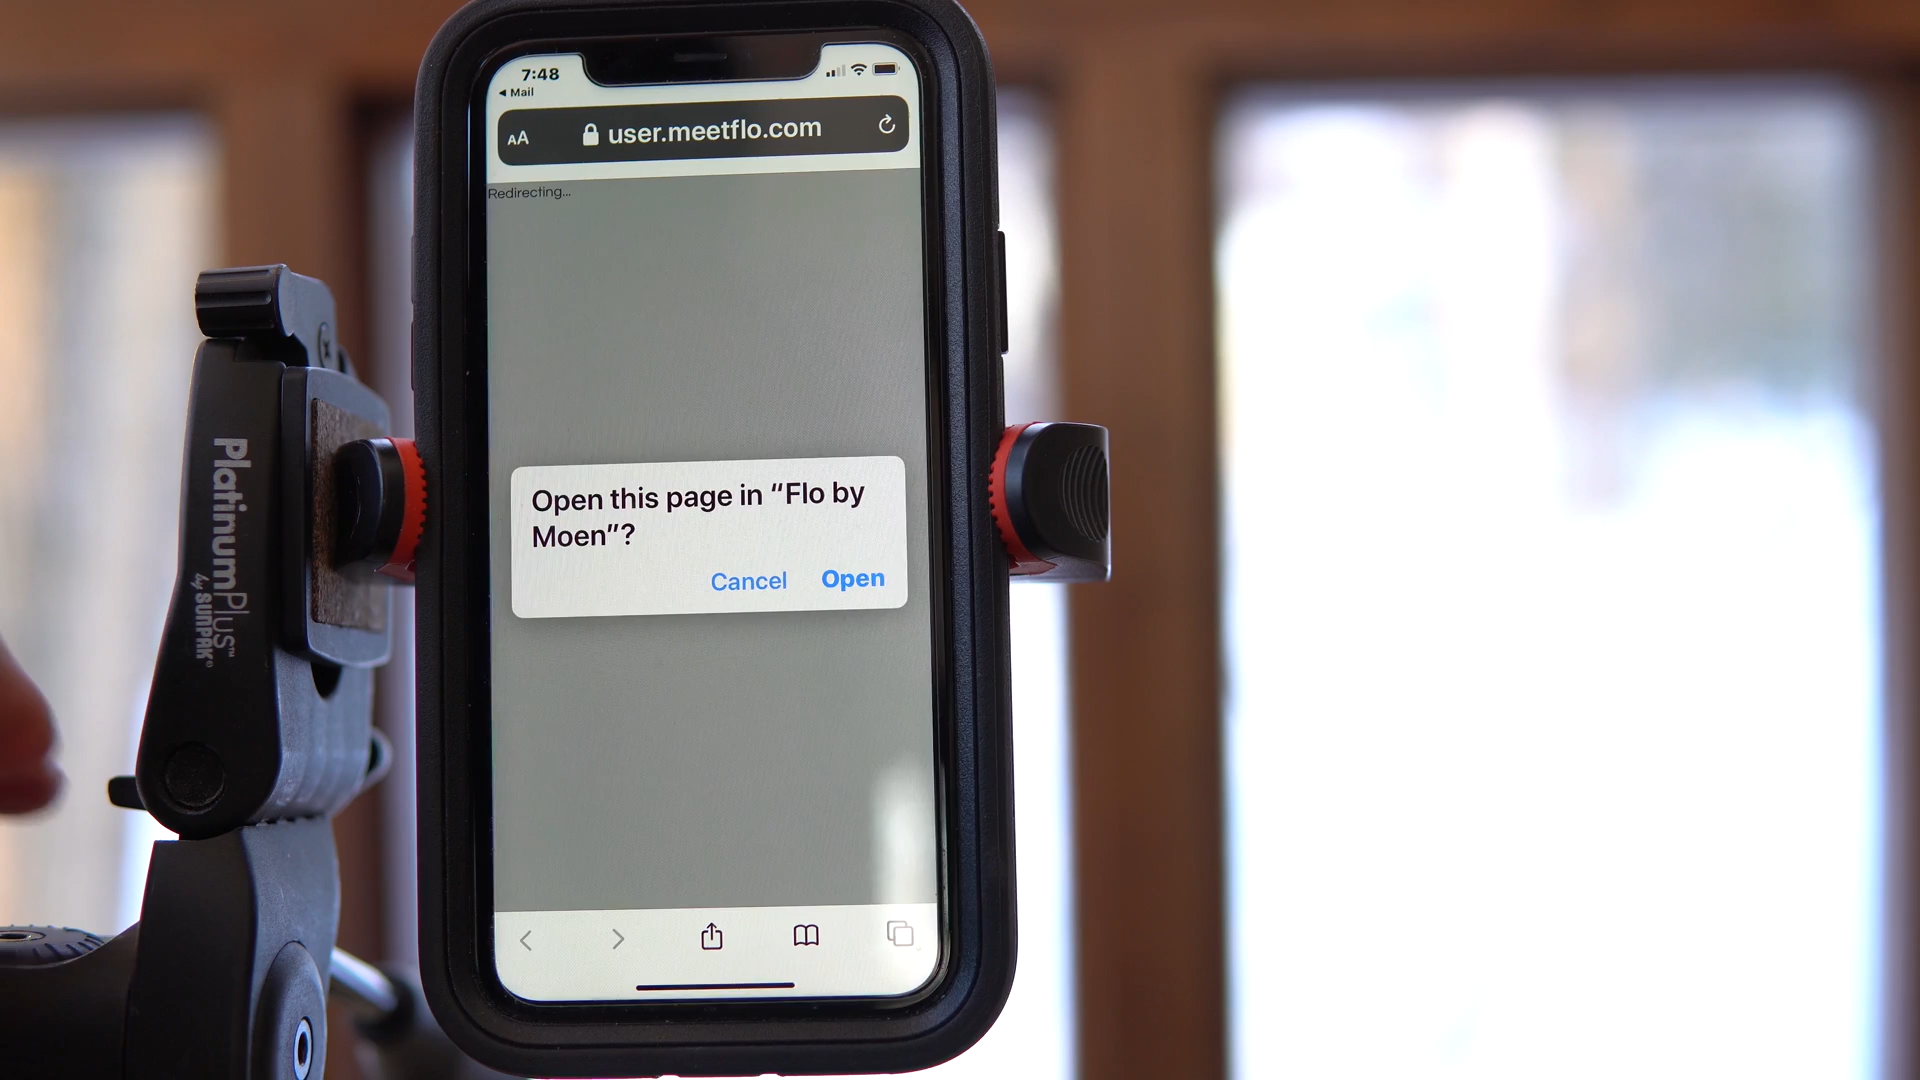 7:48
◀ Mail
AA user.meetflo.com
Redirecting...
Open this page in “Flo by
Moen”?
Cancel Open
PlatinumPlus™
by SUNPAK®